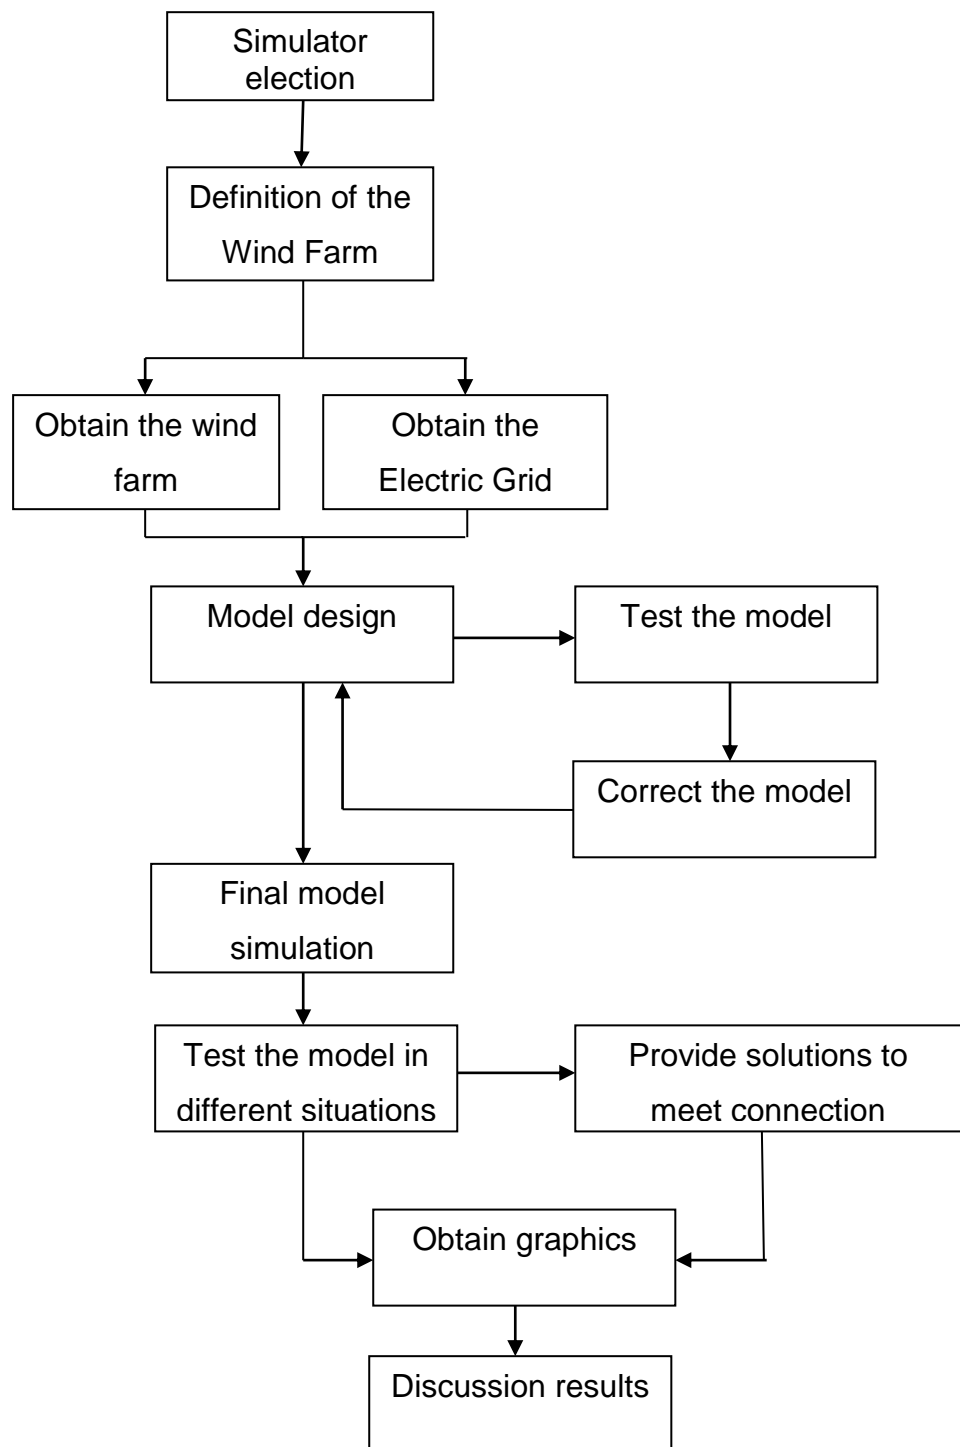 Simulator
election
Definition of the
Wind Farm
Obtain the wind
farm
Obtain the
Electric Grid
Model design
Test the model
Correct the model
Final model
simulation
Test the model in
different situations
Provide solutions to
meet connection
Obtain graphics
Discussion results